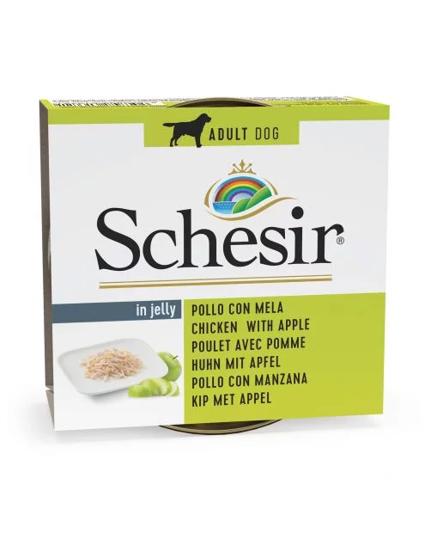 ADULT DOG
Schesir®
in jelly
POLLO CON MELA
CHICKEN WITH APPLE
POULET AVEC POMME
HUHN MIT APFEL
POLLO CON MANZANA
KIP MET APPEL